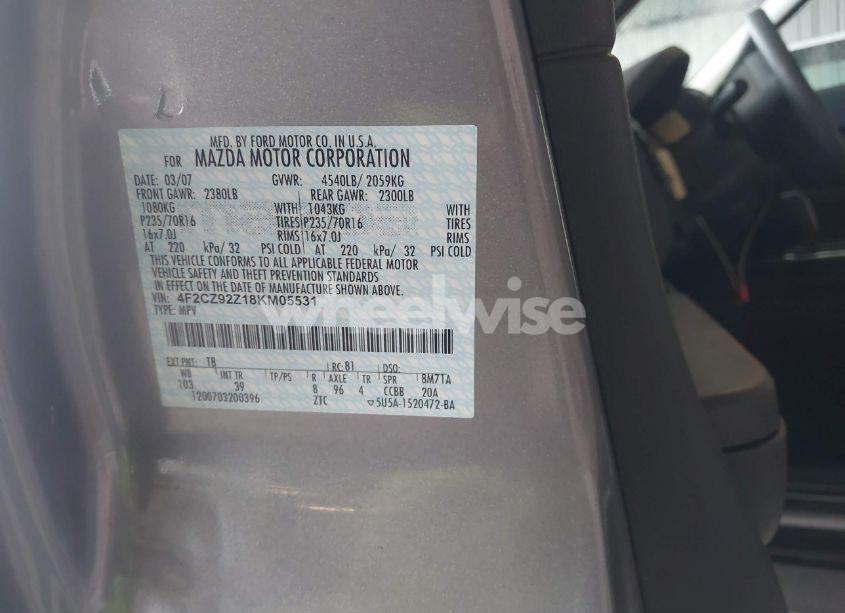 MFD. BY FORD MOTOR CO. IN U.S.A.
FOR MAZDA MOTOR CORPORATION
DATE: 03/07 GVWR: 4540LB/ 2059KG
FRONT GAWR: 2380LB REAR GAWR: 2300LB
1080KG WITH 1043KG WITH
P235/70R16 TIRES P235/70R16 TIRES
16x7.0J RIMS 16x7.0J RIMS
AT 220 kPa/ 32 PSI COLD AT 220 kPa/ 32 PSI COLD
THIS VEHICLE CONFORMS TO ALL APPLICABLE FEDERAL MOTOR
VEHICLE SAFETY AND THEFT PREVENTION STANDARDS
IN EFFECT ON THE DATE OF MANUFACTURE SHOWN ABOVE.
VIN: 4F2CZ92Z18KM05531
TYPE: MPV
wheelwise
EXT PNT: T8 RC: 81 DSO:
WB INT TR TP/PS R AXLE TR SPR 8M7TA
103 39 B 96 4 CCBB 20A
1200703200396 ZTC ▽5U5A-1520472-BA